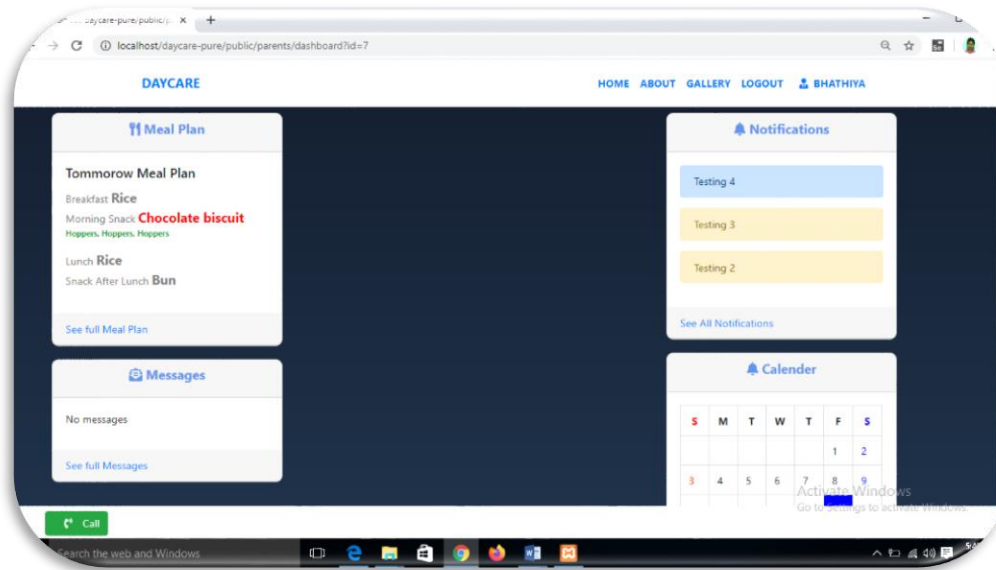 daycare-pure/public/p
localhost/daycare-pure/public/parents/dashboard?id=7
DAYCARE
HOME ABOUT GALLERY LOGOUT BHATHIYA
Meal Plan
Tommorow Meal Plan
Breakfast Rice
Morning Snack Chocolate biscuit
Hoppers, Hoppers, Hoppers
Lunch Rice
Snack After Lunch Bun
See full Meal Plan
Messages
No messages
See full Messages
Notifications
Testing 4
Testing 3
Testing 2
See All Notifications
Calender
S M T W T F S
1 2
3 4 5 6 7 8 9
Activate Windows
Go to Settings to activate Windows.
Call
Search the web and Windows